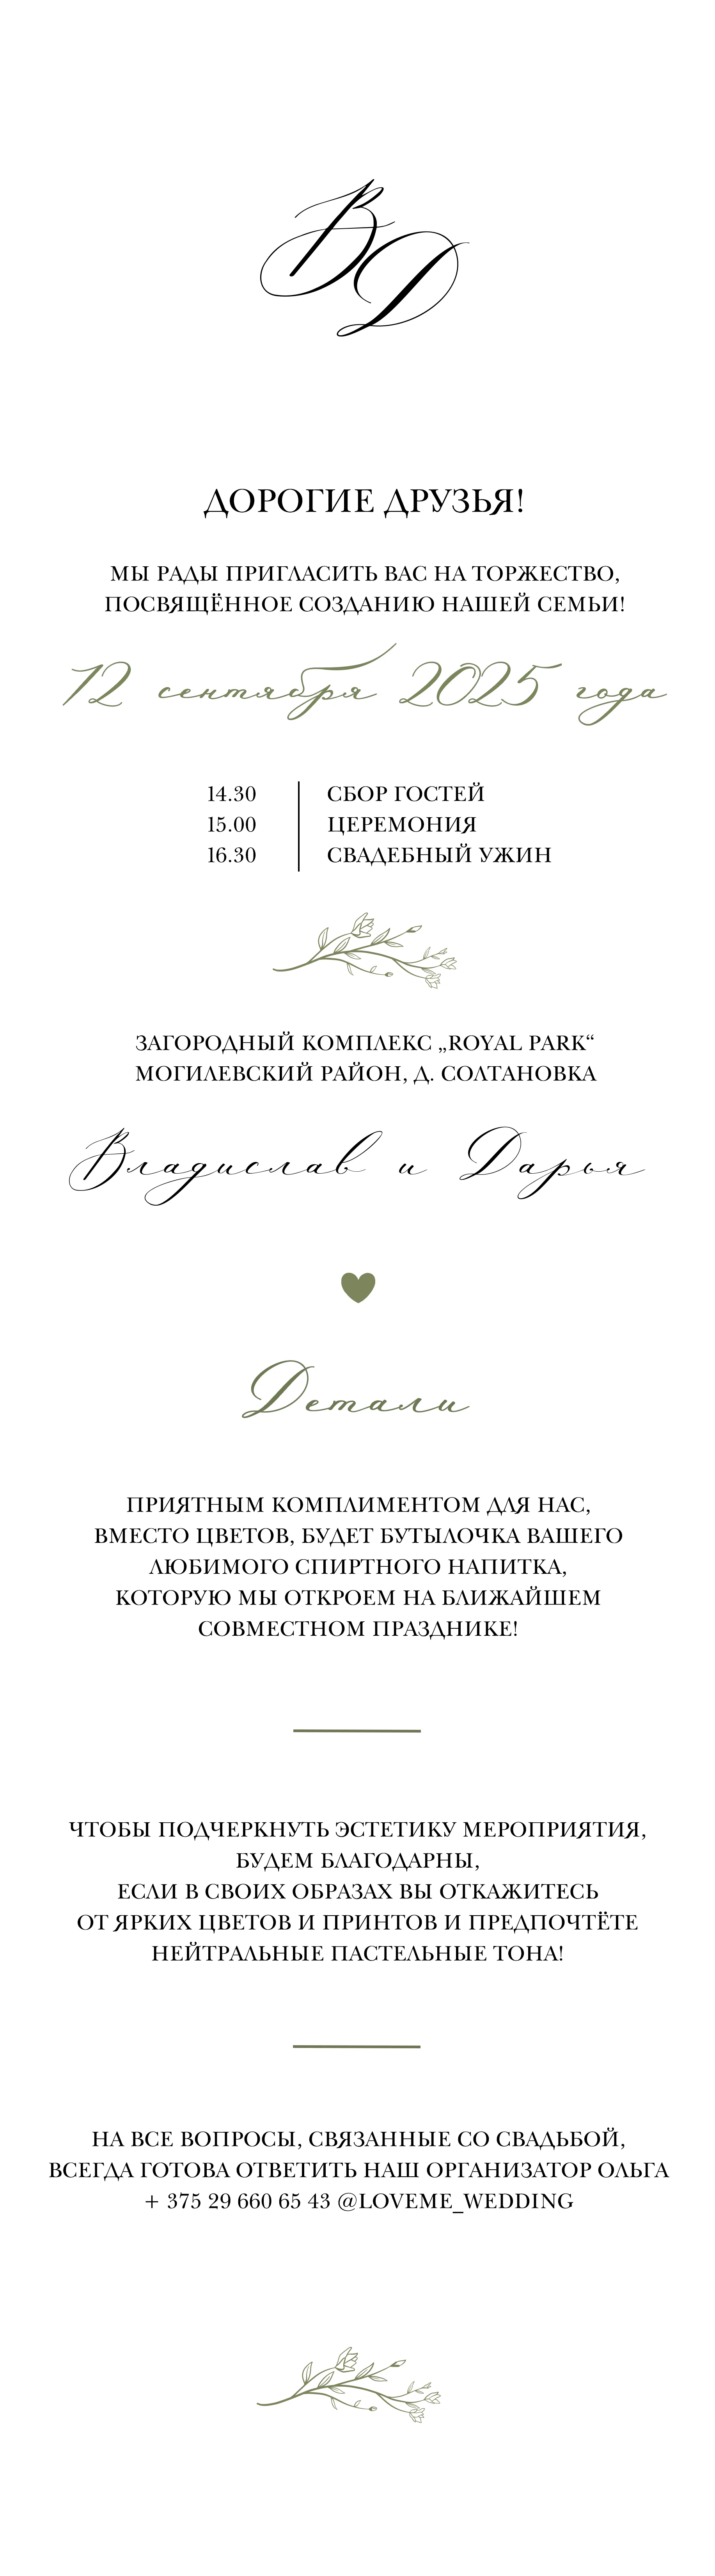 BD
ДОРОГИЕ ДРУЗЬЯ!
МЫ РАДЫ ПРИГЛАСИТЬ ВАС НА ТОРЖЕСТВО,
ПОСВЯЩЁННОЕ СОЗДАНИЮ НАШЕЙ СЕМЬИ!
12 сентября 2025 года
14.30 СБОР ГОСТЕЙ
15.00 ЦЕРЕМОНИЯ
16.30 СВАДЕБНЫЙ УЖИН
ЗАГОРОДНЫЙ КОМПЛЕКС „ROYAL PARK“
МОГИЛЕВСКИЙ РАЙОН, Д. СОЛТАНОВКА
Владислав и Дарья
Детали
ПРИЯТНЫМ КОМПЛИМЕНТОМ ДЛЯ НАС,
ВМЕСТО ЦВЕТОВ, БУДЕТ БУТЫЛОЧКА ВАШЕГО
ЛЮБИМОГО СПИРТНОГО НАПИТКА,
КОТОРУЮ МЫ ОТКРОЕМ НА БЛИЖАЙШЕМ
СОВМЕСТНОМ ПРАЗДНИКЕ!
ЧТОБЫ ПОДЧЕРКНУТЬ ЭСТЕТИКУ МЕРОПРИЯТИЯ,
БУДЕМ БЛАГОДАРНЫ,
ЕСЛИ В СВОИХ ОБРАЗАХ ВЫ ОТКАЖИТЕСЬ
ОТ ЯРКИХ ЦВЕТОВ И ПРИНТОВ И ПРЕДПОЧТЁТЕ
НЕЙТРАЛЬНЫЕ ПАСТЕЛЬНЫЕ ТОНА!
НА ВСЕ ВОПРОСЫ, СВЯЗАННЫЕ СО СВАДЬБОЙ,
ВСЕГДА ГОТОВА ОТВЕТИТЬ НАШ ОРГАНИЗАТОР ОЛЬГА
+ 375 29 660 65 43 @LOVEME_WEDDING